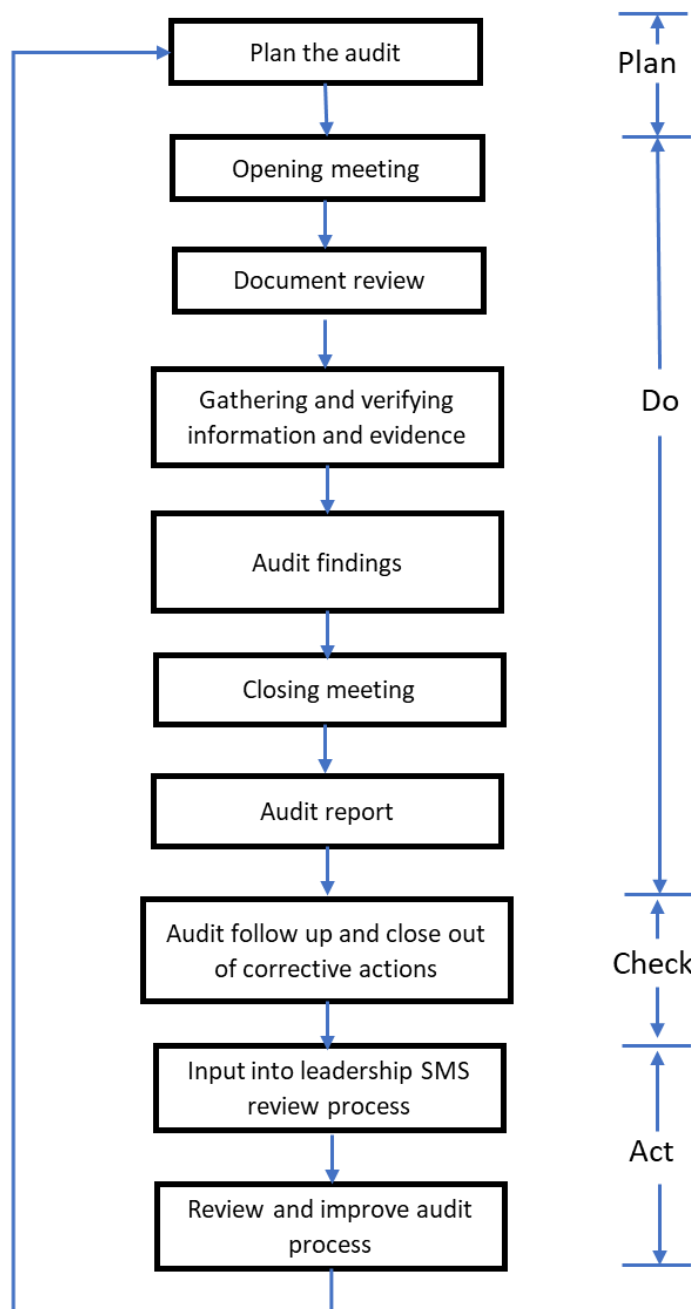 Plan the audit
Plan
Opening meeting
Document review
Gathering and verifying
information and evidence
Do
Audit findings
Closing meeting
Audit report
Audit follow up and close out
of corrective actions
Check
Input into leadership SMS
review process
Act
Review and improve audit
process